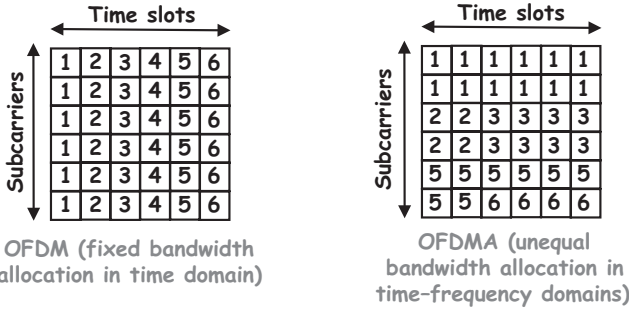 Time slots
Subcarriers
1 2 3 4 5 6
1 2 3 4 5 6
1 2 3 4 5 6
1 2 3 4 5 6
1 2 3 4 5 6
1 2 3 4 5 6
OFDM (fixed bandwidth
allocation in time domain)
Time slots
Subcarriers
1 1 1 1 1 1
1 1 1 1 1 1
2 2 3 3 3 3
2 2 3 3 3 3
5 5 5 5 5 5
5 5 6 6 6 6
OFDMA (unequal
bandwidth allocation in
time-frequency domains)